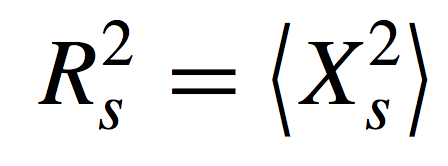 R_s^2 = ⟨X_s^2⟩